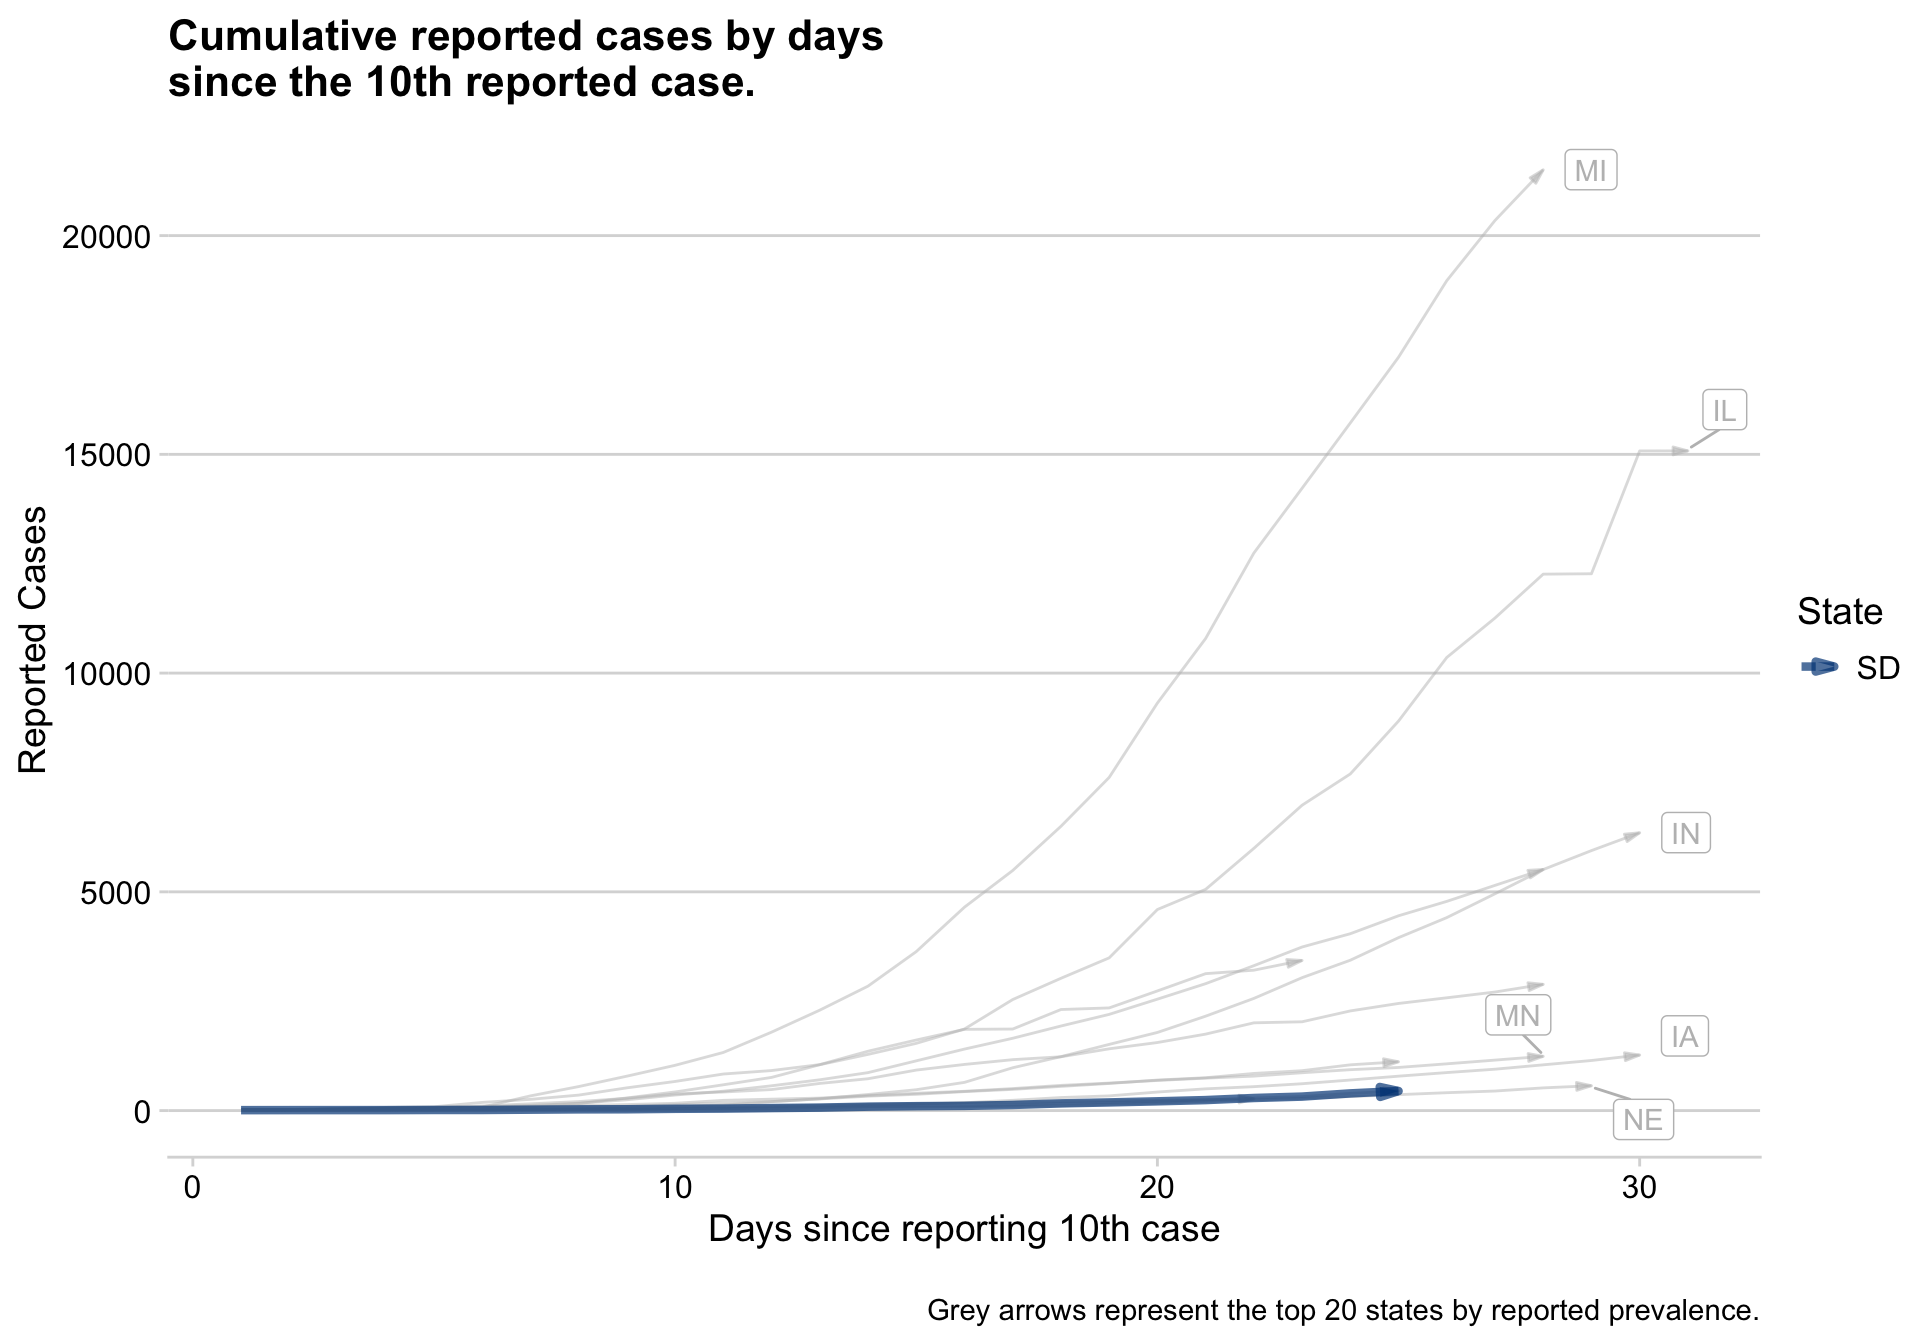 Cumulative reported cases by days
since the 10th reported case.
MI
20000
IL
15000
Reported Cases
State
SD
10000
IN
5000
MN
IA
0
NE
0 10 20 30
Days since reporting 10th case
Grey arrows represent the top 20 states by reported prevalence.